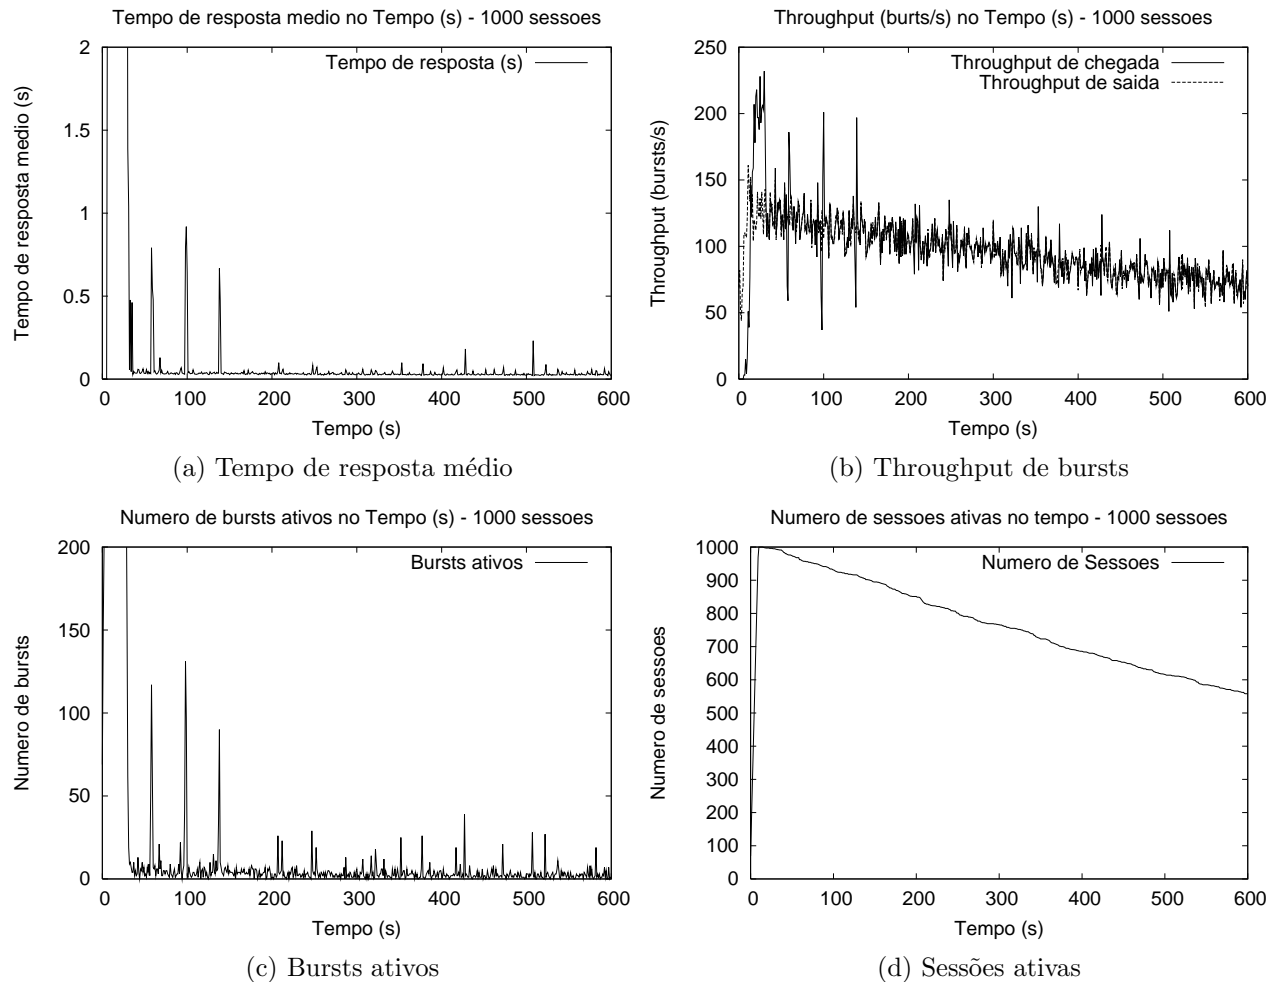 Tempo de resposta medio no Tempo (s) - 1000 sessoes
Tempo de resposta medio (s)
2
1.5
1
0.5
0
Tempo de resposta (s)
0 100 200 300 400 500 600
Tempo (s)
(a) Tempo de resposta médio
Throughput (burts/s) no Tempo (s) - 1000 sessoes
Throughput (bursts/s)
250
200
150
100
50
0
Throughput de chegada
Throughput de saida
0 100 200 300 400 500 600
Tempo (s)
(b) Throughput de bursts
Numero de bursts ativos no Tempo (s) - 1000 sessoes
Numero de bursts
200
150
100
50
0
Bursts ativos
0 100 200 300 400 500 600
Tempo (s)
(c) Bursts ativos
Numero de sessoes ativas no tempo - 1000 sessoes
Numero de sessoes
1000
900
800
700
600
500
400
300
200
100
0
Numero de Sessoes
0 100 200 300 400 500 600
Tempo (s)
(d) Sessões ativas